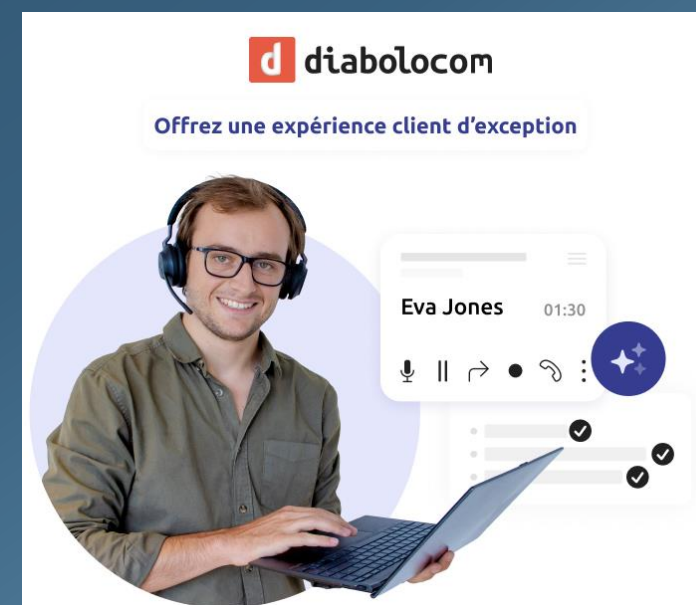 d diabolocom
Offrez une expérience client d'exception
Eva Jones 01:30